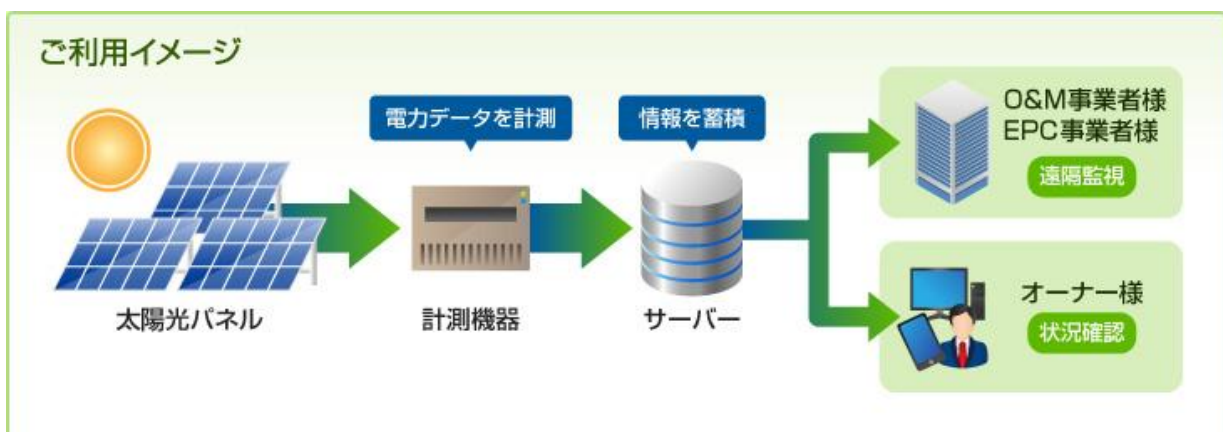 ご利用イメージ
電力データを計測
情報を蓄積
太陽光パネル
計測機器
サーバー
O&M事業者様
EPC事業者様
遠隔監視
オーナー様
状況確認